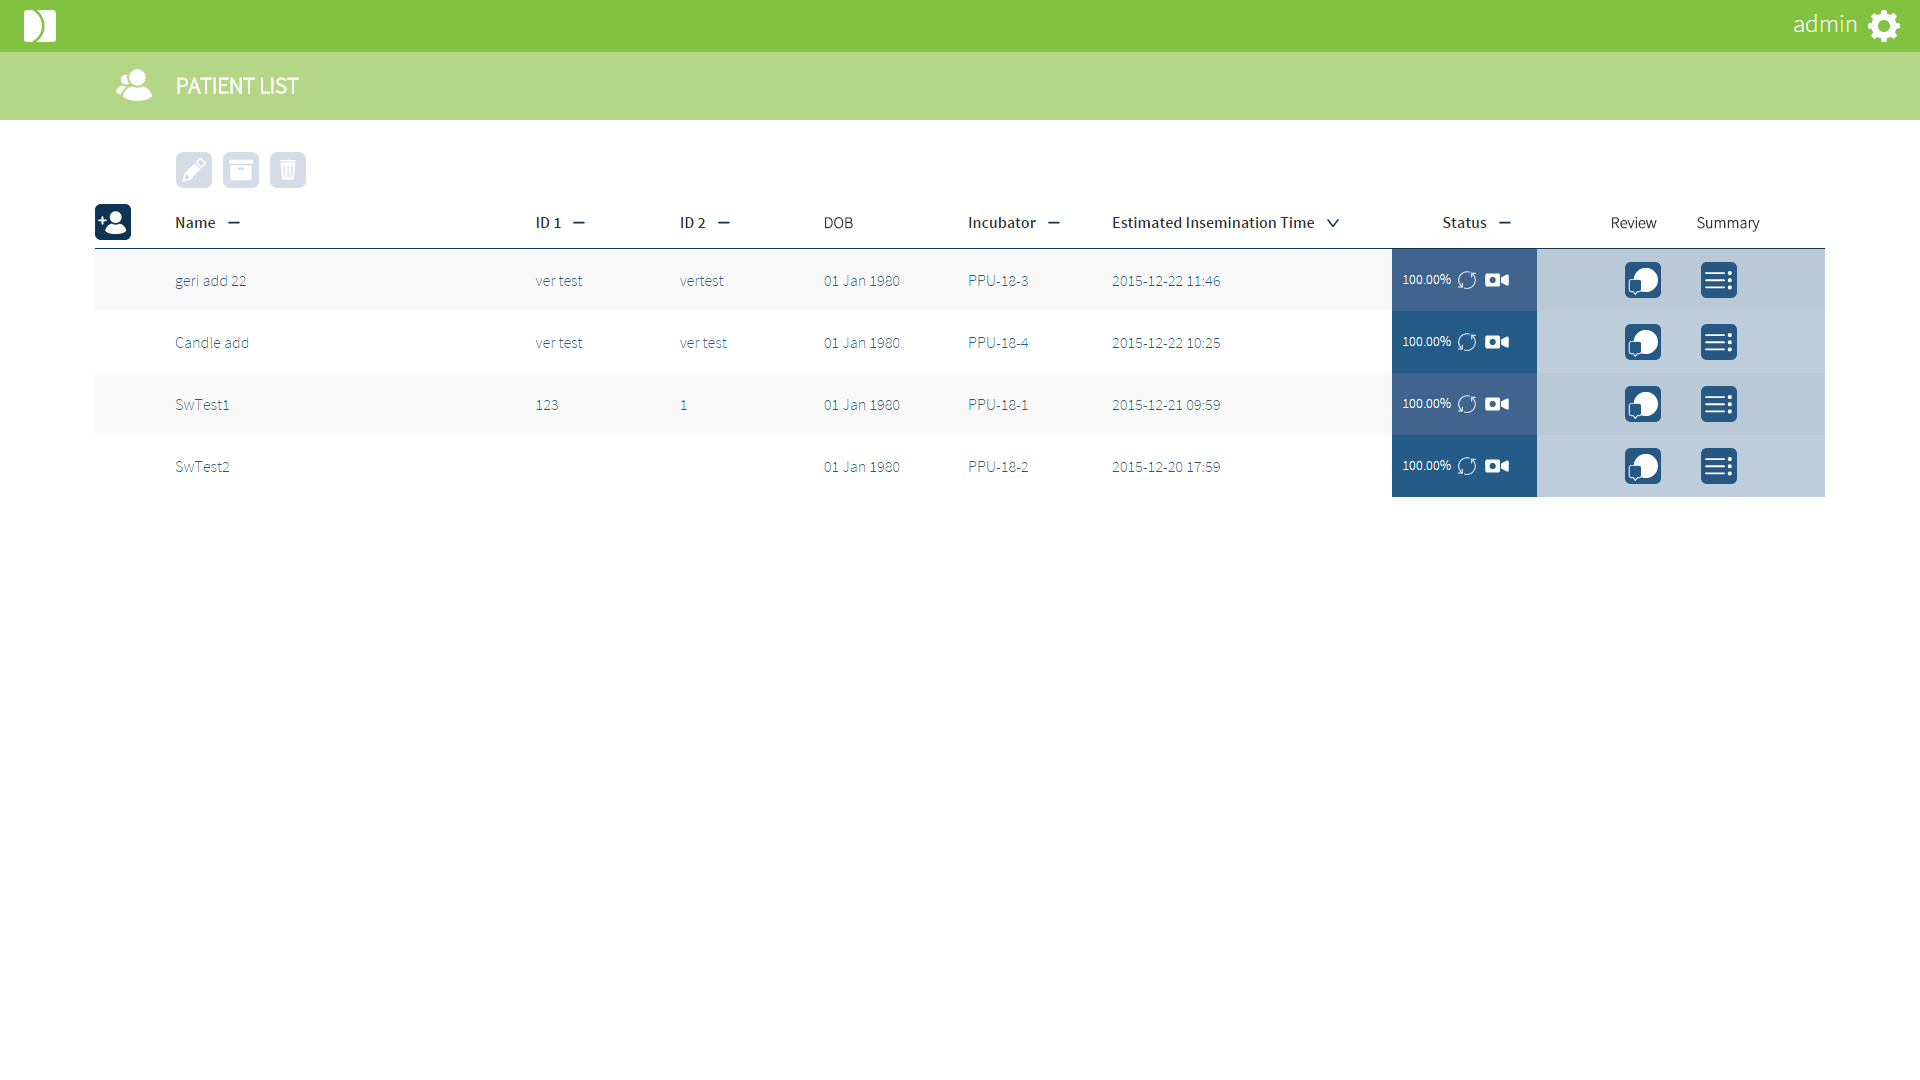 admin
PATIENT LIST
Name ID 1 ID 2 DOB Incubator Estimated Insemination Time Status Review Summary
geri add 22 ver test vertest 01 Jan 1980 PPU-18-3 2015-12-22 11:46 100.00%
Candle add ver test ver test 01 Jan 1980 PPU-18-4 2015-12-22 10:25 100.00%
SwTest1 123 1 01 Jan 1980 PPU-18-1 2015-12-21 09:59 100.00%
SwTest2 01 Jan 1980 PPU-18-2 2015-12-20 17:59 100.00%